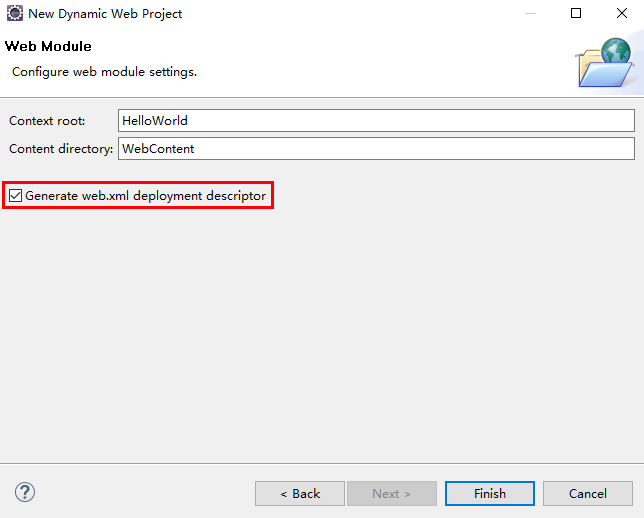 New Dynamic Web Project
Web Module
Configure web module settings.
Context root: HelloWorld
Content directory: WebContent
Generate web.xml deployment descriptor
?
< Back Next > Finish Cancel